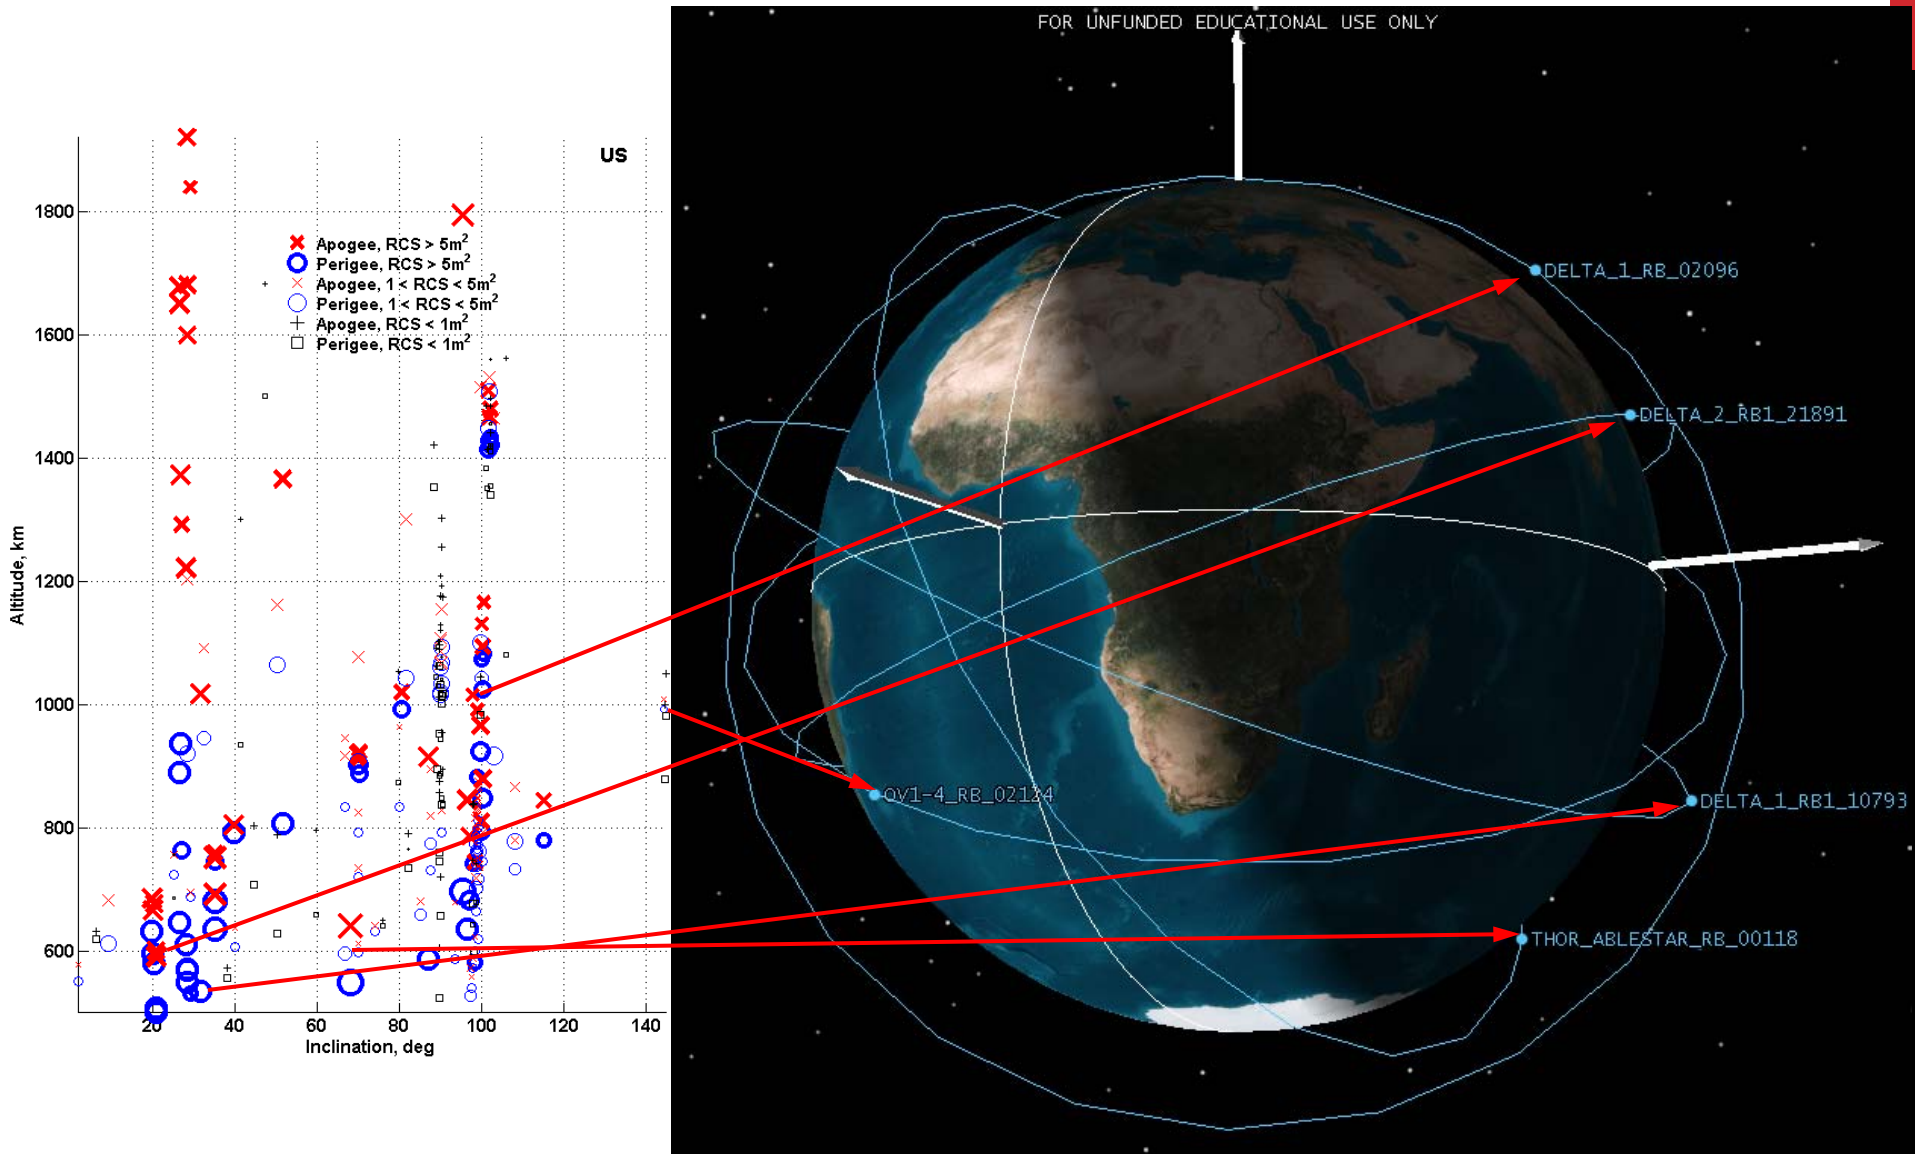 FOR UNFUNDED EDUCATIONAL USE ONLY
US
Apogee, RCS > 5m²
Perigee, RCS > 5m²
Apogee, 1 < RCS < 5m²
Perigee, 1 < RCS < 5m²
Apogee, RCS < 1m²
Perigee, RCS < 1m²
1800
1600
1400
1200
1000
800
600
Altitude, km
20 40 60 80 100 120 140
Inclination, deg
DELTA_1_RB_02096
DELTA_2_RB1_21891
OV1-4_RB_02124
DELTA_1_RB1_10793
THOR_ABLESTAR_RB_00118